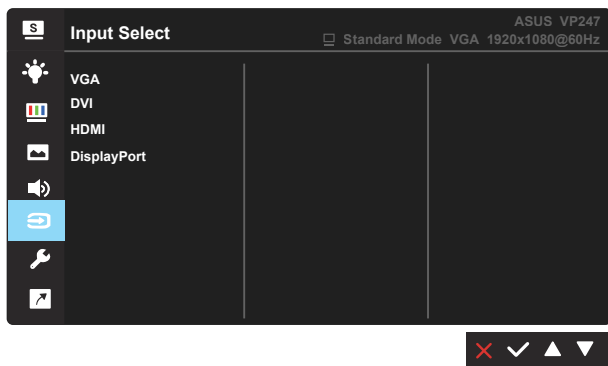 S
Input Select
ASUS VP247
Standard Mode VGA 1920x1080@60Hz
VGA
DVI
HDMI
DisplayPort